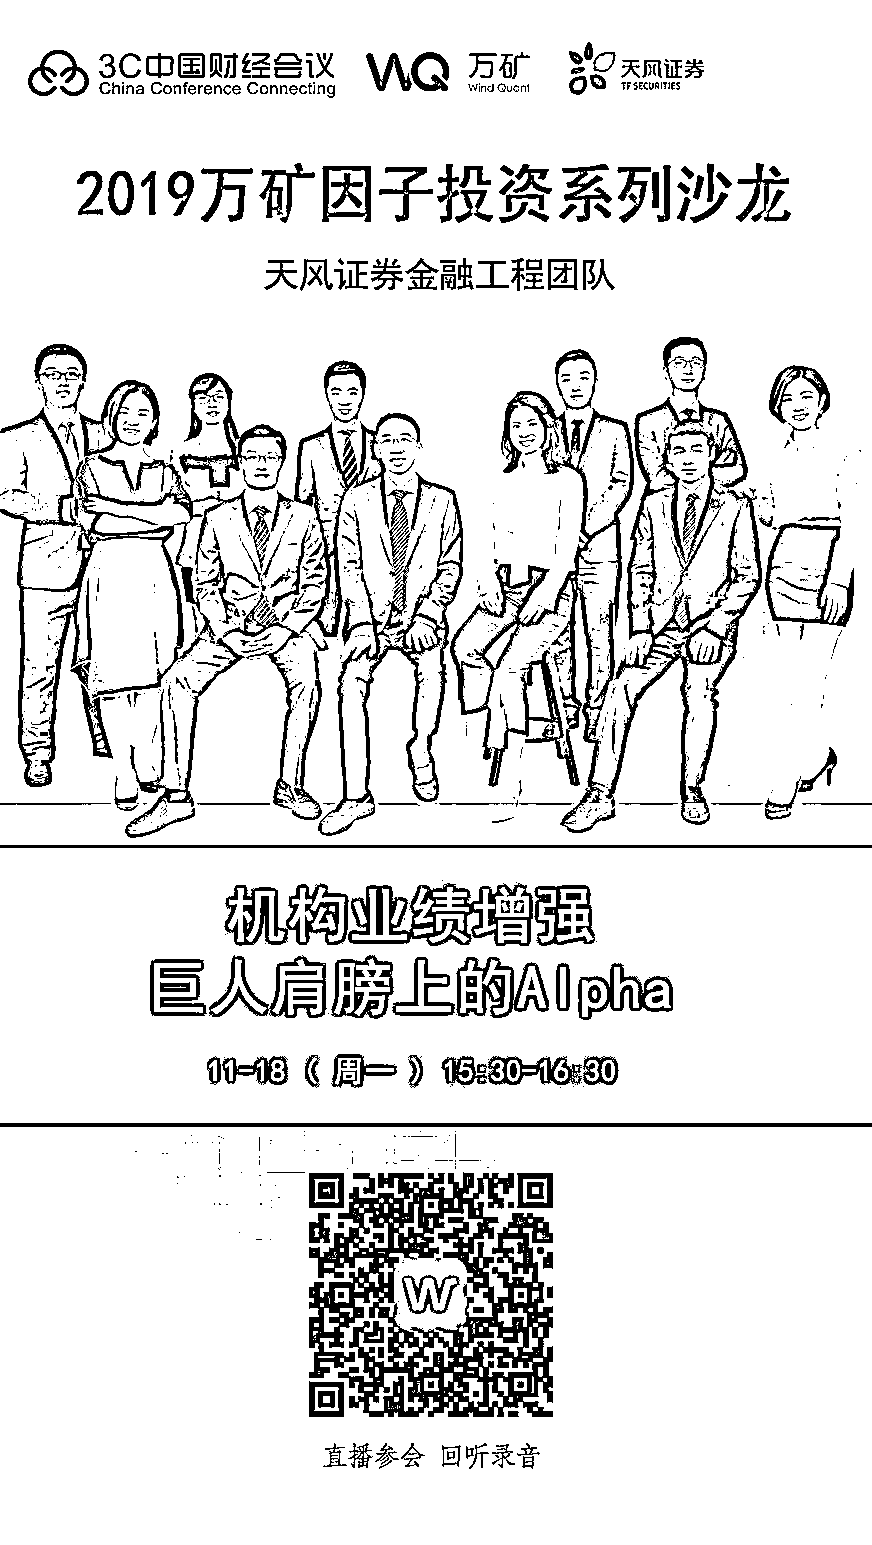 3C中国财经会议
China Conference Connecting
WQ 万矿
Wind Quant
天风证券
TF SECURITIES
2019万矿因子投资系列沙龙
天风证券金融工程团队
机构业绩增强
巨人肩膀上的Alpha
11-18（周一）15:30-16:30
W
直播参会 回听录音